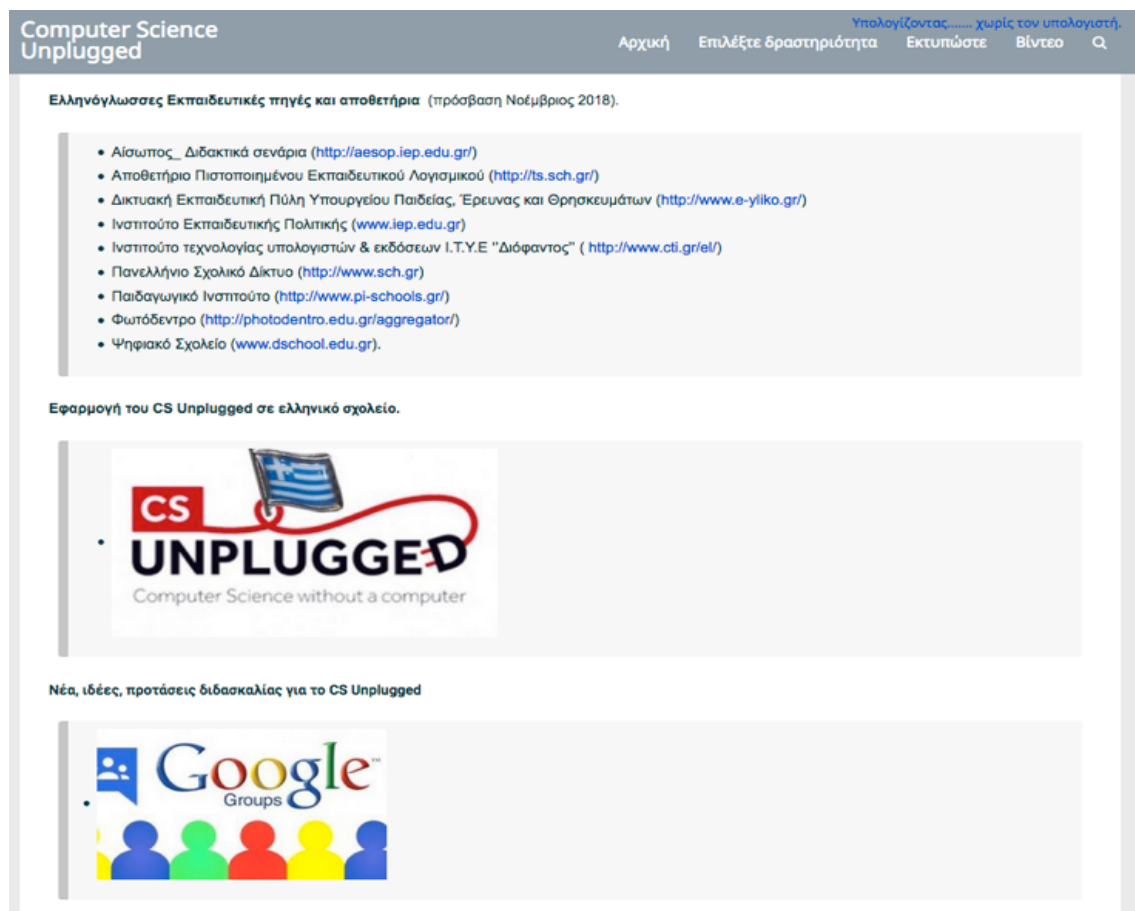 Computer Science
Unplugged
Υπολογίζοντας....... χωρίς τον υπολογιστή.
Αρχική Επιλέξτε δραστηριότητα Εκτυπώστε Βίντεο
Ελληνόγλωσσες Εκπαιδευτικές πηγές και αποθετήρια (πρόσβαση Νοέμβριος 2018).
• Αίσωπος_ Διδακτικά σενάρια (http://aesop.iep.edu.gr/)
• Αποθετήριο Πιστοποιημένου Εκπαιδευτικού Λογισμικού (http://ts.sch.gr/)
• Δικτυακή Εκπαιδευτική Πύλη Υπουργείου Παιδείας, Έρευνας και Θρησκευμάτων (http://www.e-yliko.gr/)
• Ινστιτούτο Εκπαιδευτικής Πολιτικής (www.iep.edu.gr)
• Ινστιτούτο τεχνολογίας υπολογιστών & εκδόσεων Ι.Τ.Υ.Ε "Διόφαντος" ( http://www.cti.gr/el/)
• Πανελλήνιο Σχολικό Δίκτυο (http://www.sch.gr)
• Παιδαγωγικό Ινστιτούτο (http://www.pi-schools.gr/)
• Φωτόδεντρο (http://photodentro.edu.gr/aggregator/)
• Ψηφιακό Σχολείο (www.dschool.edu.gr).
Εφαρμογή του CS Unplugged σε ελληνικό σχολείο.
CS
UNPLUGGED
Computer Science without a computer
Νέα, ιδέες, προτάσεις διδασκαλίας για το CS Unplugged
Google™
Groups